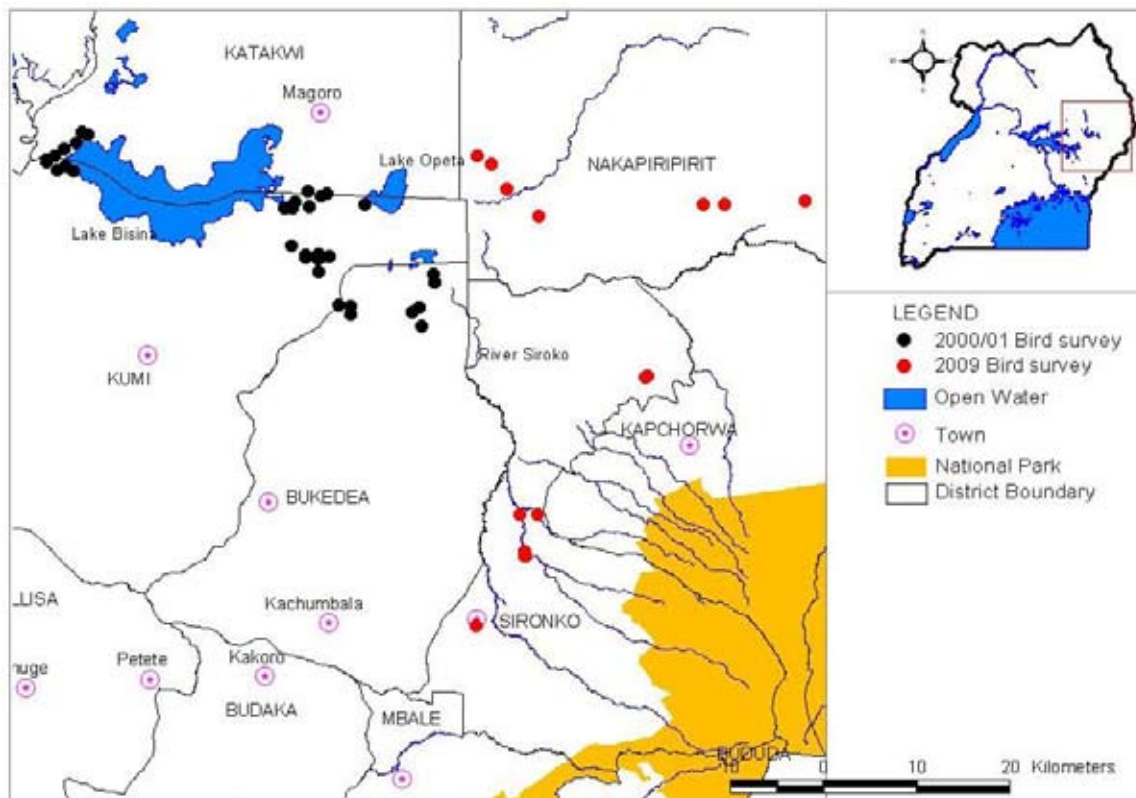 KATAKWI
Magoro
Lake Opeta
NAKAPIRIPIRIT
Lake Bisina
KUMI
River Siroko
KAPCHORWA
BUKEDEA
Kachumbala
SIRONKO
Petete
Kakoro
BUDAKA
MBALE
BUDUDA
LEGEND
2000/01 Bird survey
2009 Bird survey
Open Water
Town
National Park
District Boundary
10 0 10 20 Kilometers